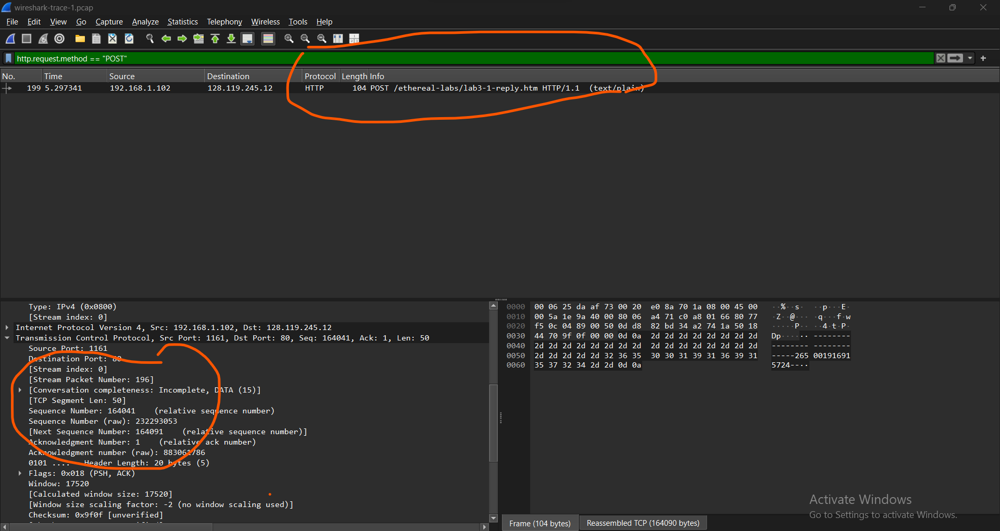 wireshark-trace-1.pcap
File Edit View Go Capture Analyze Statistics Telephony Wireless Tools Help
http.request.method == "POST"
No. Time Source Destination Protocol Length Info
199 5.297341 192.168.1.102 128.119.245.12 HTTP 104 POST /ethereal-labs/lab3-1-reply.htm HTTP/1.1 (text/plain)
Type: IPv4 (0x0800)
[Stream index: 0]
Internet Protocol Version 4, Src: 192.168.1.102, Dst: 128.119.245.12
Transmission Control Protocol, Src Port: 1161, Dst Port: 80, Seq: 164041, Ack: 1, Len: 50
Source Port: 1161
Destination Port: 80
[Stream index: 0]
[Stream Packet Number: 196]
[Conversation completeness: Incomplete, DATA (15)]
[TCP Segment Len: 50]
Sequence Number: 164041 (relative sequence number)
Sequence Number (raw): 232293053
[Next Sequence Number: 164091 (relative sequence number)]
Acknowledgment Number: 1 (relative ack number)
Acknowledgment number (raw): 883061786
0101 .... = Header Length: 20 bytes (5)
Flags: 0x018 (PSH, ACK)
Window: 17520
[Calculated window size: 17520]
[Window size scaling factor: -2 (no window scaling used)]
Checksum: 0x9f0f [unverified]
0000 00 06 25 da af 73 00 20 e0 8a 70 1a 08 00 45 00 ··%··s· ··p···E·
0010 00 5a 1e 9a 40 00 80 06 a4 71 c0 a8 01 66 80 77 ·Z··@··· ·q···f·w
0020 f5 0c 04 89 00 50 0d d8 82 bd 34 a2 74 1a 50 18 ·····P·· ··4·t·P·
0030 44 70 9f 0f 00 00 0d 0a 2d 2d 2d 2d 2d 2d 2d 2d Dp······ --------
0040 2d 2d 2d 2d 2d 2d 2d 2d 2d 2d 2d 2d 2d 2d 2d 2d -------- --------
0050 2d 2d 2d 2d 2d 32 36 35 30 30 31 39 31 36 39 31 -----265 00191691
0060 35 37 32 34 2d 2d 0d 0a 5724--··
Activate Windows
Go to Settings to activate Windows.
Frame (104 bytes) Reassembled TCP (164090 bytes)